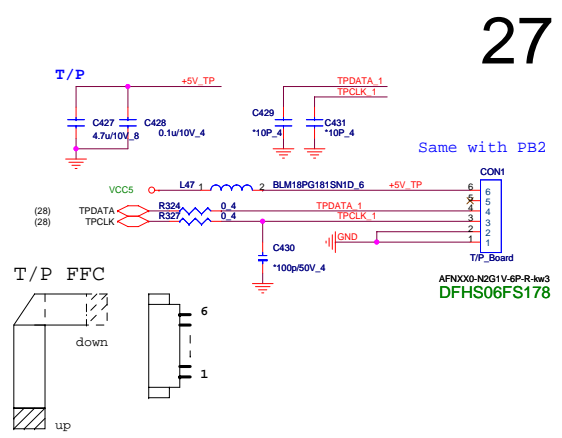 27
T/P
+5V_TP
TPDATA_1
TPCLK_1
C427
4.7u/10V_8
C428
0.1u/10V_4
C429
*10P_4
C431
*10P_4
Same with PB2
CON1
VCC5
L47 1
2 BLM18PG181SN1D_6
+5V_TP
6 6
5 5
(28) TPDATA
R324
0_4
TPDATA_1
4 4
(28) TPCLK
R327
0_4
TPCLK_1
3 3
2 2
GND
1 1
C430
*100p/50V_4
T/P_Board
AFNXX0-N2G1V-6P-R-kw3
DFHS06FS178
T/P FFC
6
down
1
up